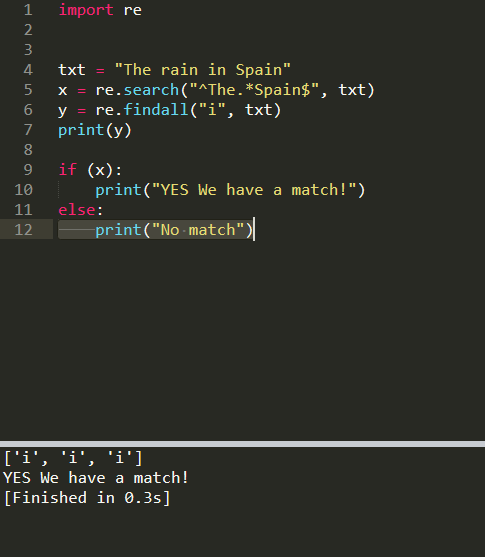 1 import re
2
3
4 txt = "The rain in Spain"
5 x = re.search("^The.*Spain$", txt)
6 y = re.findall("i", txt)
7 print(y)
8
9 if (x):
10     print("YES We have a match!")
11 else:
12     print("No match")
['i', 'i', 'i']
YES We have a match!
[Finished in 0.3s]